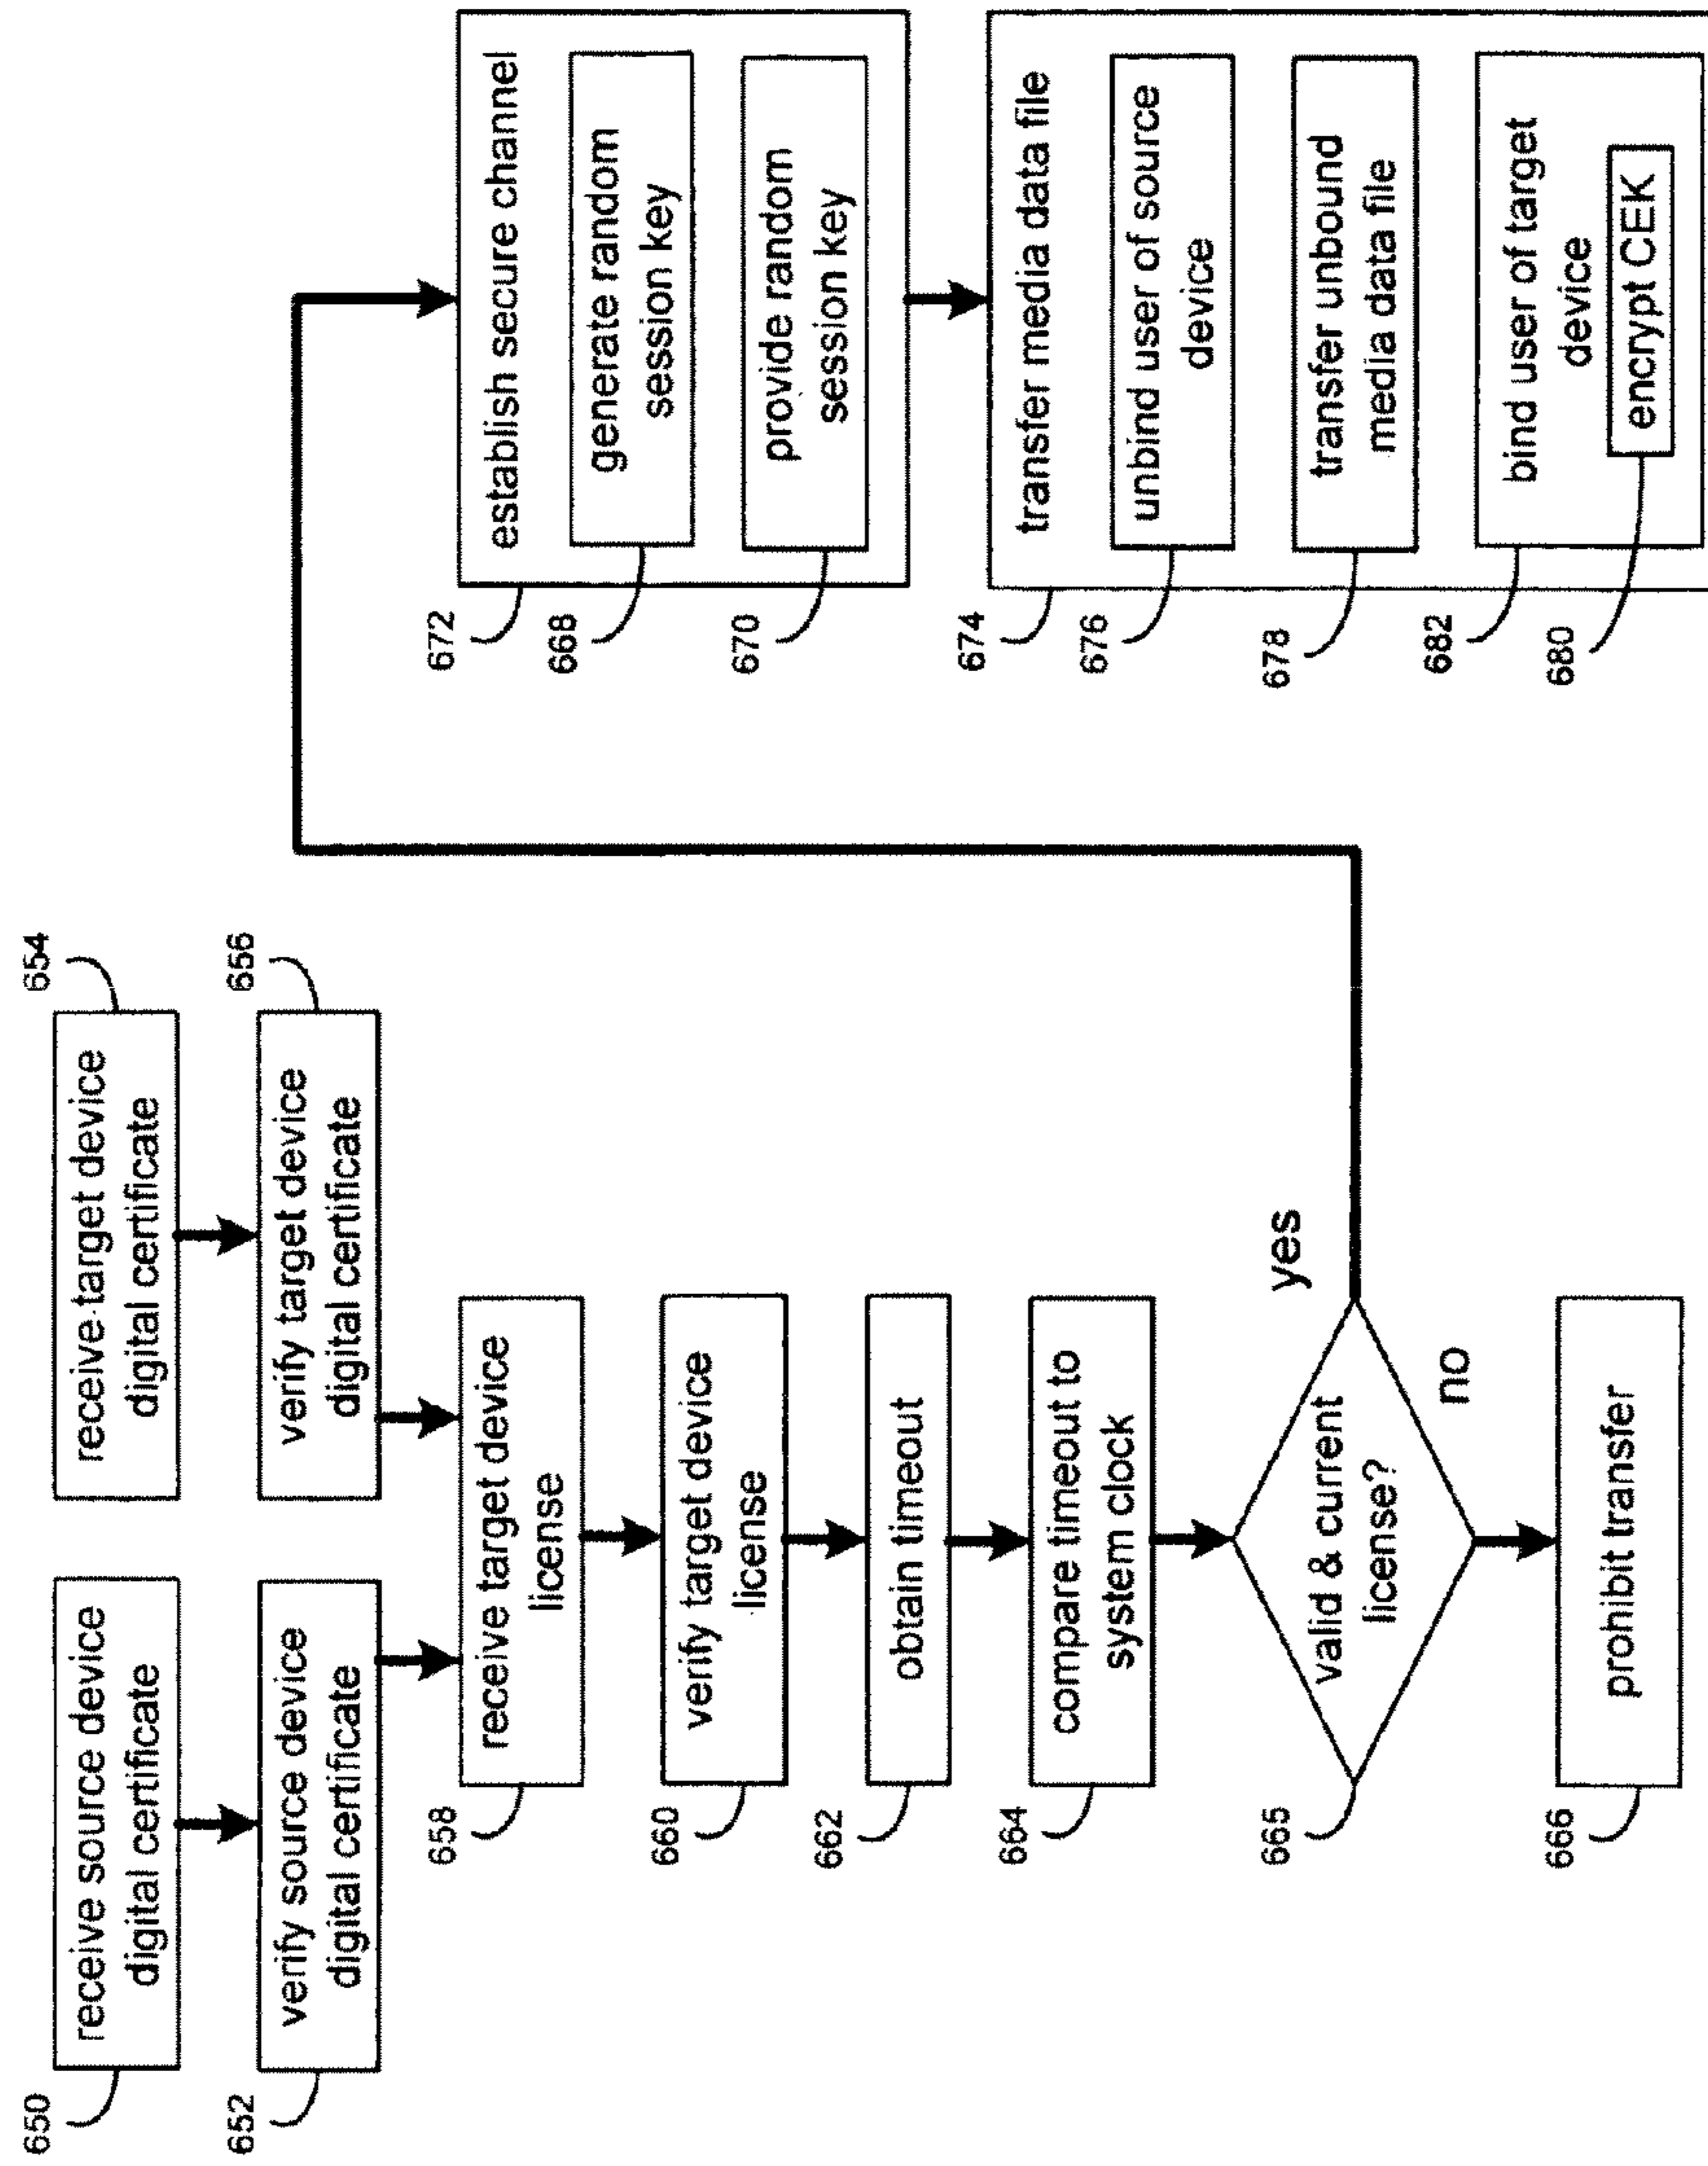 650
receive source device
digital certificate
654
receive target device
digital certificate
652
verify source device
digital certificate
656
verify target device
digital certificate
658
receive target device
license
660
verify target device
license
662
obtain timeout
664
compare timeout to
system clock
665
valid & current
license?
yes
no
666
prohibit transfer
672
establish secure channel
668
generate random
session key
670
provide random
session key
674
transfer media data file
676
unbind user of source
device
678
transfer unbound
media data file
682
bind user of target
device
680
encrypt CEK